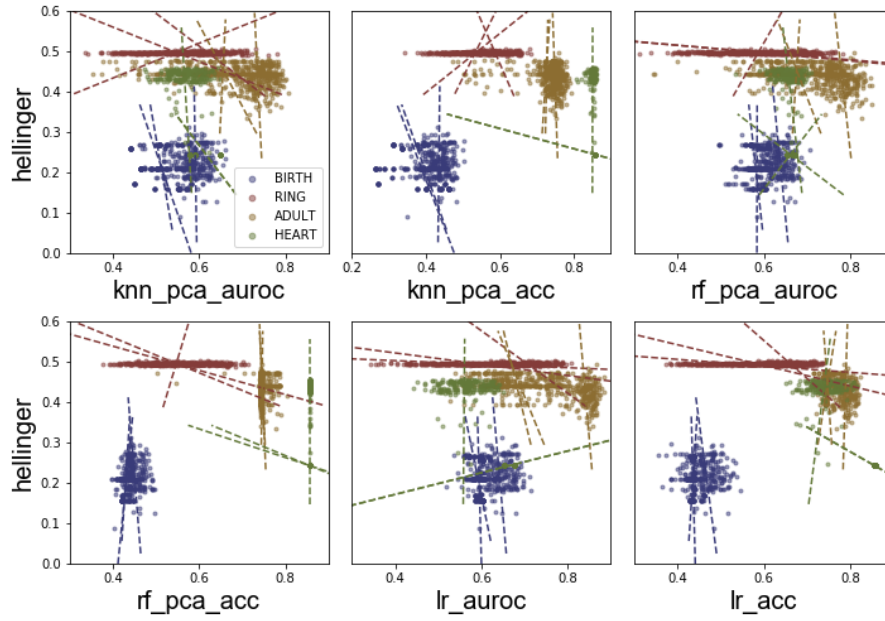 0.6
0.5
0.4
0.3
0.2
0.1
0.0
hellinger
BIRTH
RING
ADULT
HEART
0.4 0.6 0.8
knn_pca_auroc
0.2 0.4 0.6 0.8
knn_pca_acc
0.4 0.6 0.8
rf_pca_auroc
0.6
0.5
0.4
0.3
0.2
0.1
0.0
hellinger
0.4 0.6 0.8
rf_pca_acc
0.4 0.6 0.8
lr_auroc
0.4 0.6 0.8
lr_acc